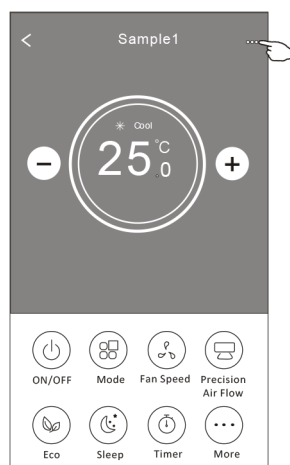 Sample1
Cool
25.0°C
ON/OFF Mode Fan Speed Precision Air Flow
Eco Sleep Timer More